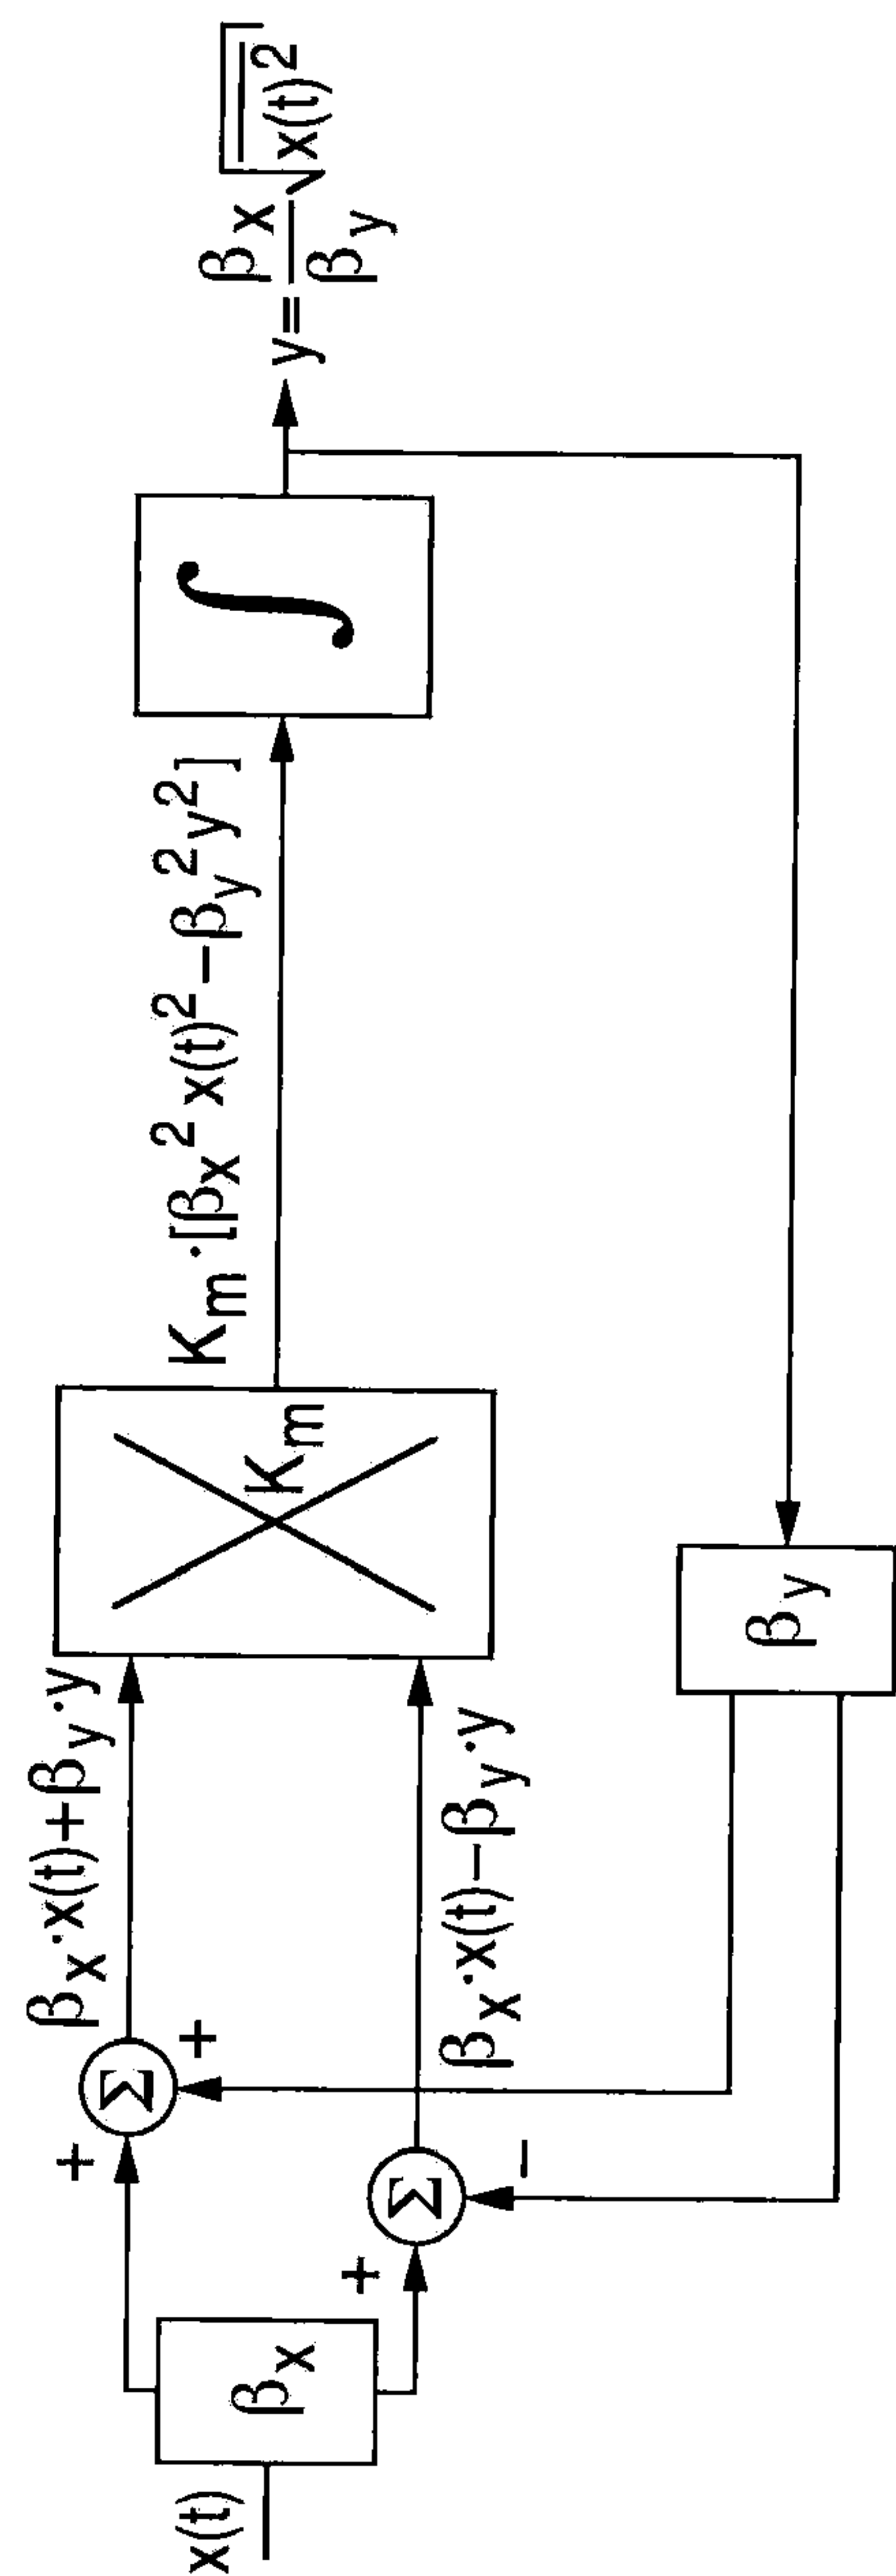 x(t)
βx
+
+
Σ
+
−
Σ
βx·x(t)+βy·y
βx·x(t)−βy·y
βy
Km
Km·[βx²x(t)²−βy²y²]
∫
y=βx/βy√x(t)²